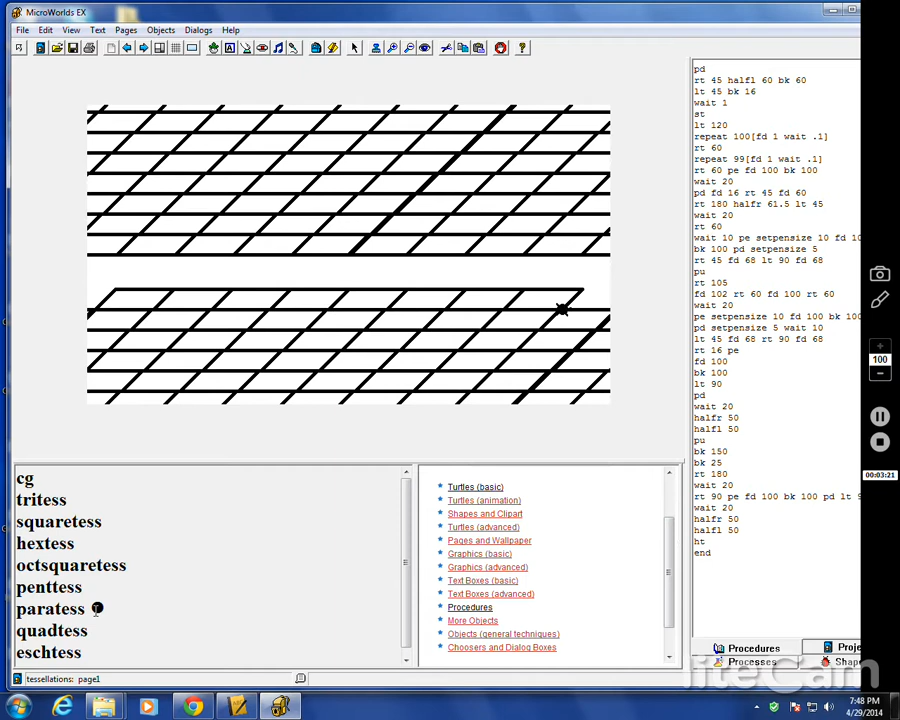 MicroWorlds EX
File Edit View Text Pages Objects Dialogs Help
pd
rt 45 halfl 60 bk 60
lt 45 bk 16
wait 1
st
lt 120
repeat 100[fd 1 wait .1]
rt 60
repeat 99[fd 1 wait .1]
rt 60 pe fd 100 bk 100
wait 20
pd fd 16 rt 45 fd 60
rt 180 halfr 61.5 lt 45
wait 20
rt 60
wait 10 pe setpensize 10 fd 10
bk 100 pd setpensize 5
rt 45 fd 68 lt 90 fd 68
pu
rt 105
fd 102 rt 60 fd 100 rt 60
wait 20
pe setpensize 10 fd 100 bk 100
pd setpensize 5 wait 10
lt 45 fd 68 rt 90 fd 68
rt 16 pe
fd 100
bk 100
lt 90
pd
wait 20
halfr 50
halfl 50
pu
bk 150
bk 25
rt 180
wait 20
rt 90 pe fd 100 bk 100 pd lt 9
wait 20
halfr 50
halfl 50
ht
end
100
00:03:21
cg
tritess
squaretess
hextess
octsquaretess
penttess
paratess
quadtess
eschtess
Turtles (basic)
Turtles (animation)
Shapes and Clipart
Turtles (advanced)
Pages and Wallpaper
Graphics (basic)
Graphics (advanced)
Text Boxes (basic)
Text Boxes (advanced)
Procedures
More Objects
Objects (general techniques)
Choosers and Dialog Boxes
Procedures Proje
Processes Shap
tessellations: page1
liteCam
7:48 PM
4/29/2014